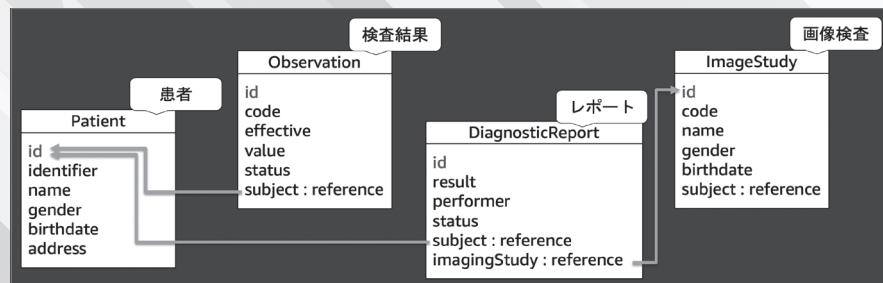 患者
Patient
id
identifier
name
gender
birthdate
address
検査結果
Observation
id
code
effective
value
status
subject : reference
レポート
DiagnosticReport
id
result
performer
status
subject : reference
imagingStudy : reference
画像検査
ImageStudy
id
code
name
gender
birthdate
subject : reference